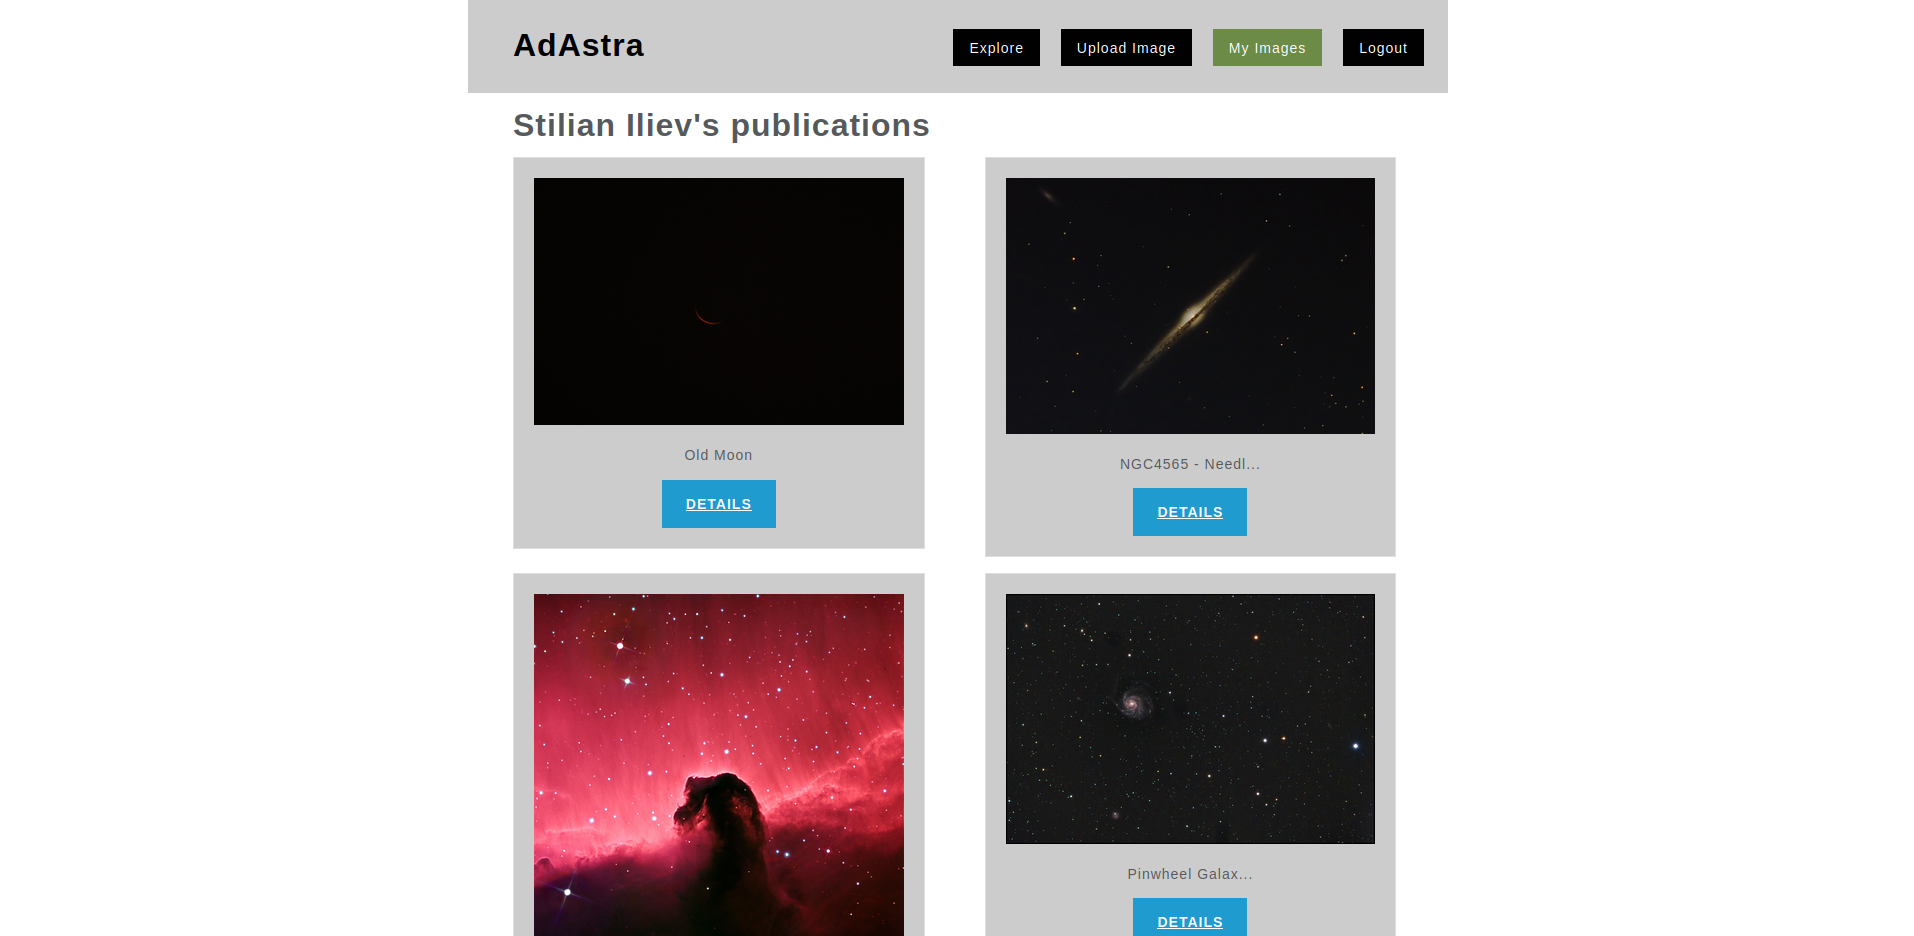 AdAstra
Explore
Upload Image
My Images
Logout
Stilian Iliev's publications
Old Moon
DETAILS
NGC4565 - Needl...
DETAILS
Pinwheel Galax...
DETAILS